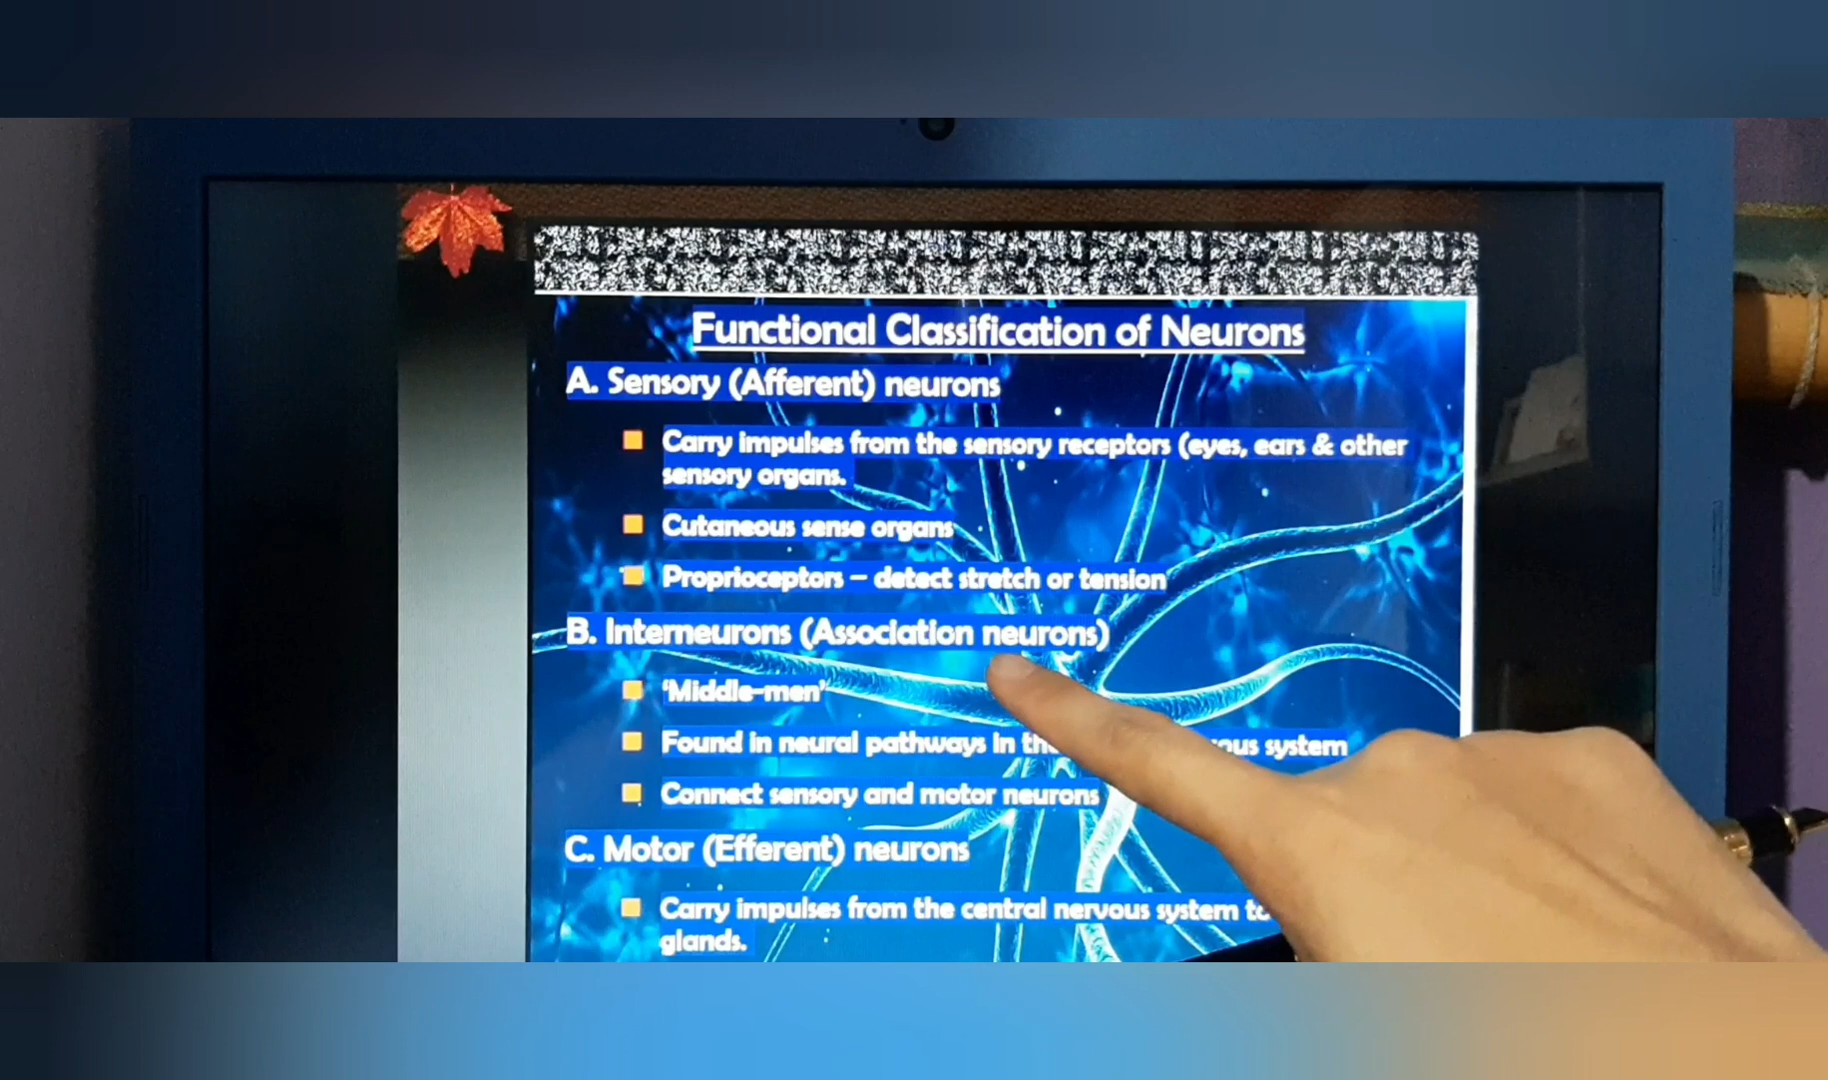 Functional Classification of Neurons
A. Sensory (Afferent) neurons
Carry impulses from the sensory receptors (eyes, ears & other
sensory organs.
Cutaneous sense organs
Proprioceptors – detect stretch or tension
B. Interneurons (Association neurons)
‘Middle-men’
Found in neural pathways in system
Connect sensory and motor neurons
C. Motor (Efferent) neurons
Carry impulses from the central nervous system
glands.